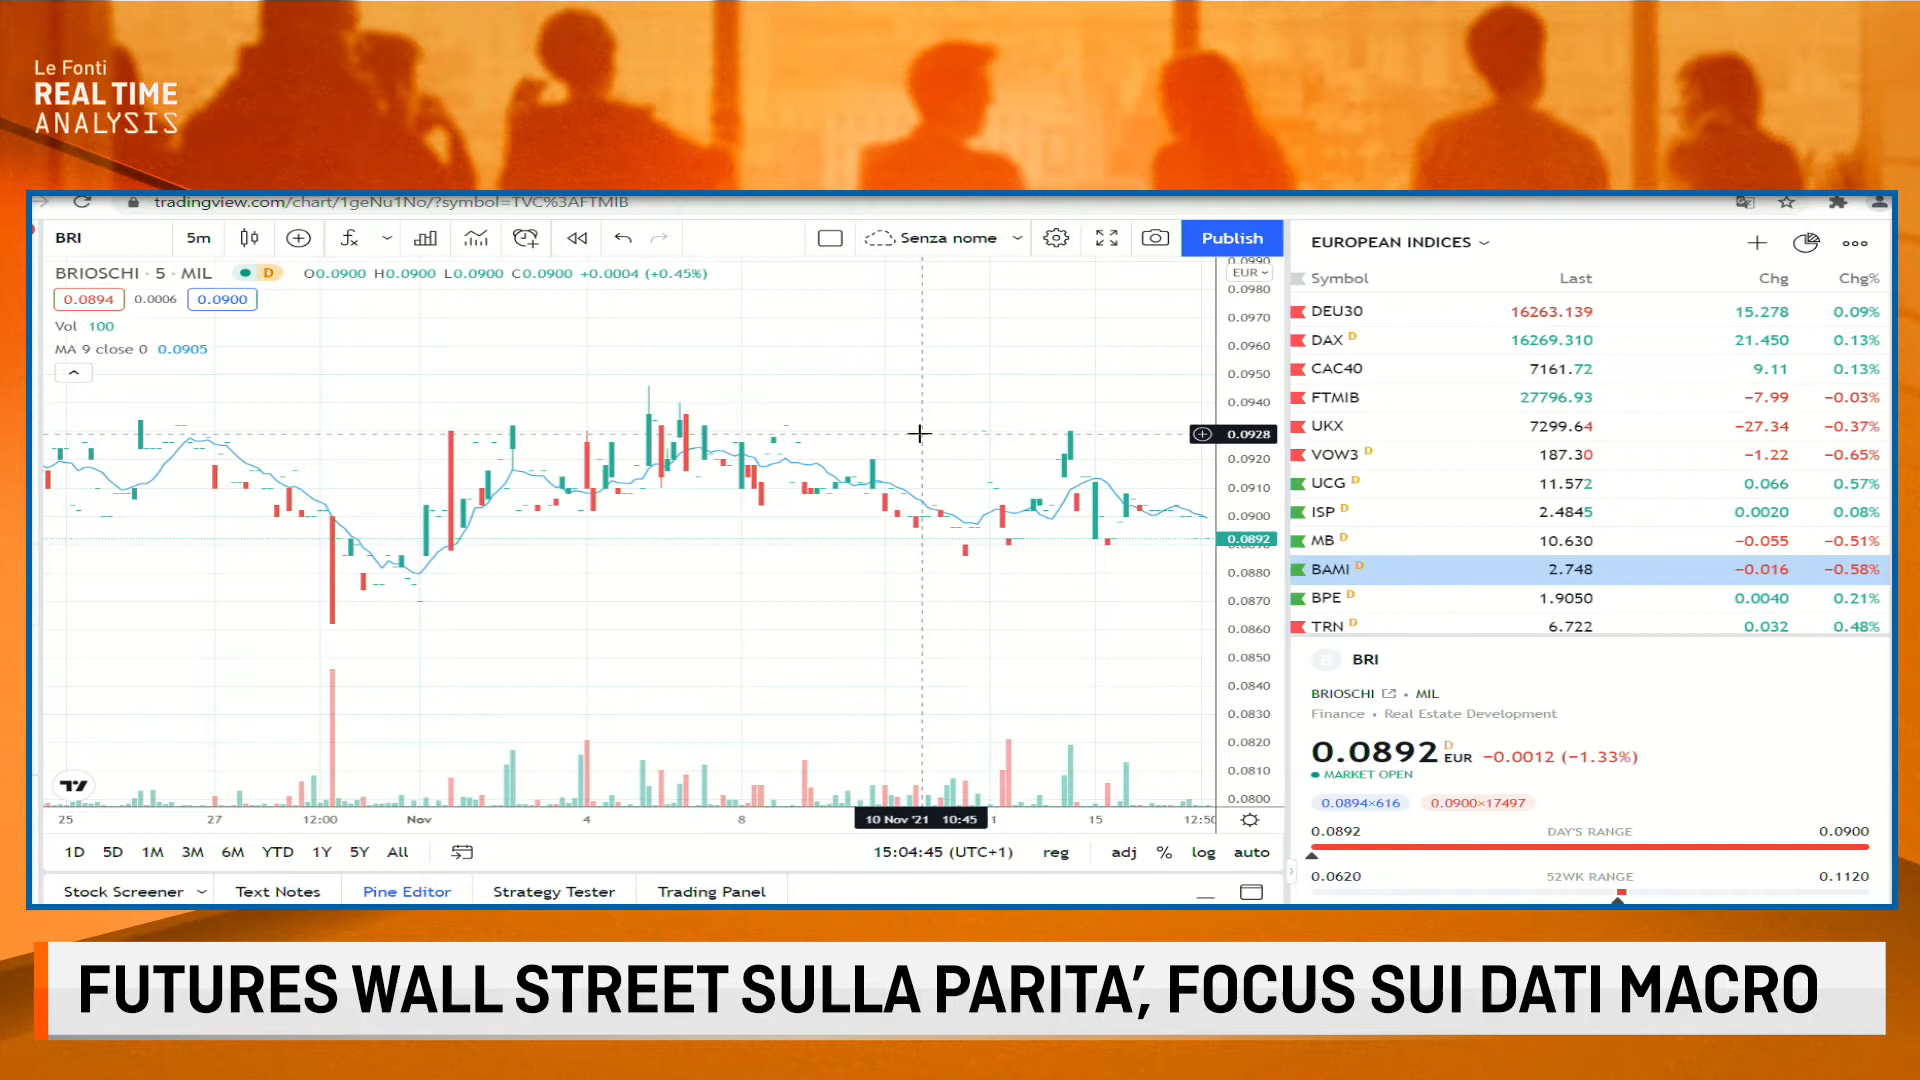 Le Fonti
REAL TIME
ANALYSIS
tradingview.com/chart/1geNu1No/?symbol=TVC%3AFTMIB
BRI 5m Senza nome Publish
BRIOSCHI · 5 · MIL D O0.0900 H0.0900 L0.0900 C0.0900 +0.0004 (+0.45%)
0.0894 0.0006 0.0900
Vol 100
MA 9 close 0 0.0905
0.0990
EUR
0.0980
0.0970
0.0960
0.0950
0.0940
0.0928
0.0920
0.0910
0.0900
0.0892
0.0880
0.0870
0.0860
0.0850
0.0840
0.0830
0.0820
0.0810
0.0800
25 27 12:00 Nov 4 8 10 Nov '21 10:45 1 15 12:50
1D 5D 1M 3M 6M YTD 1Y 5Y All 15:04:45 (UTC+1) reg adj % log auto
Stock Screener Text Notes Pine Editor Strategy Tester Trading Panel
EUROPEAN INDICES
Symbol Last Chg Chg%
DEU30 16263.139 15.278 0.09%
DAX D 16269.310 21.450 0.13%
CAC40 7161.72 9.11 0.13%
FTMIB 27796.93 −7.99 −0.03%
UKX 7299.64 −27.34 −0.37%
VOW3 D 187.30 −1.22 −0.65%
UCG D 11.572 0.066 0.57%
ISP D 2.4845 0.0020 0.08%
MB D 10.630 −0.055 −0.51%
BAMI D 2.748 −0.016 −0.58%
BPE D 1.9050 0.0040 0.21%
TRN D 6.722 0.032 0.48%
B BRI
BRIOSCHI • MIL
Finance • Real Estate Development
0.0892 D EUR −0.0012 (−1.33%)
MARKET OPEN
0.0894×616 0.0900×17497
0.0892 DAY'S RANGE 0.0900
0.0620 52WK RANGE 0.1120
FUTURES WALL STREET SULLA PARITA’, FOCUS SUI DATI MACRO